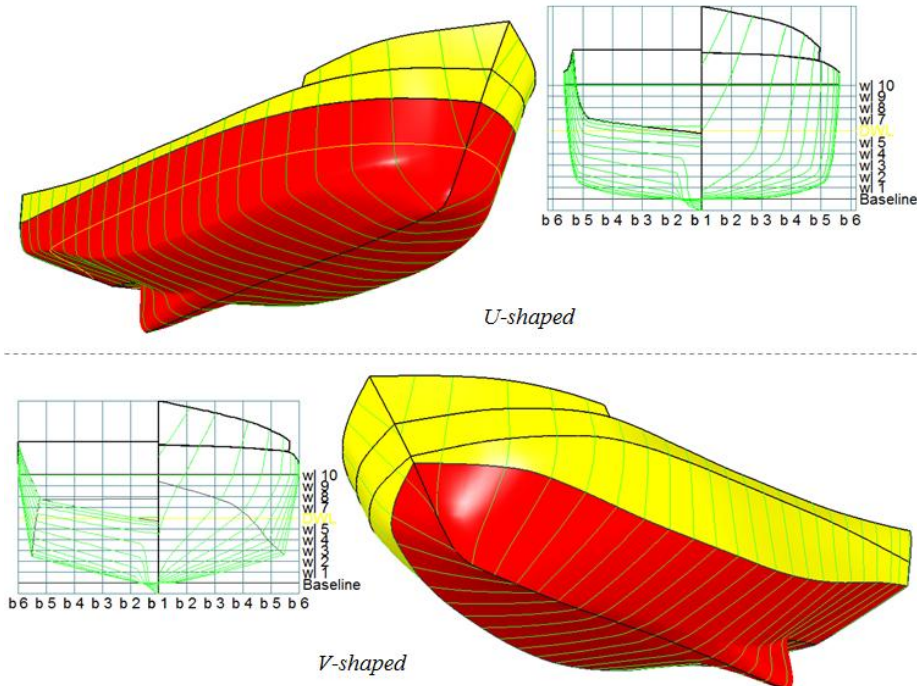 wl 10
wl 9
wl 8
wl 7
DWL
wl 5
wl 4
wl 3
wl 2
wl 1
Baseline
b 6 b 5 b 4 b 3 b 2 b 1 b 2 b 3 b 4 b 5 b 6
U-shaped
wl 10
wl 9
wl 8
wl 7
DWL
wl 5
wl 4
wl 3
wl 2
wl 1
Baseline
b 6 b 5 b 4 b 3 b 2 b 1 b 2 b 3 b 4 b 5 b 6
V-shaped